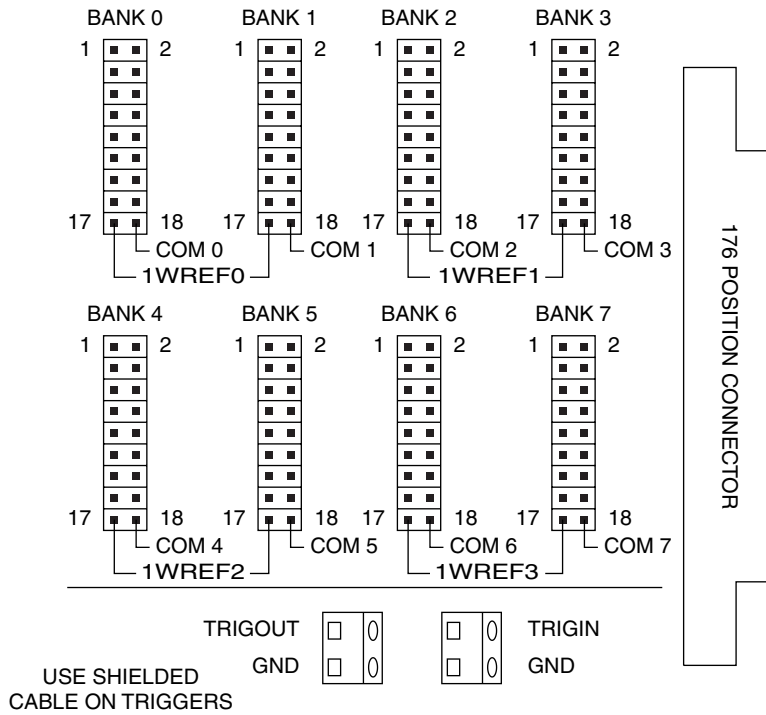 BANK 0 BANK 1 BANK 2 BANK 3
1 2 1 2 1 2 1 2
17 18 17 18 17 18 17 18
COM 0 COM 1 COM 2 COM 3
1WREF0 1WREF1
BANK 4 BANK 5 BANK 6 BANK 7
1 2 1 2 1 2 1 2
17 18 17 18 17 18 17 18
COM 4 COM 5 COM 6 COM 7
1WREF2 1WREF3
176 POSITION CONNECTOR
TRIGOUT TRIGIN
GND GND
USE SHIELDED
CABLE ON TRIGGERS